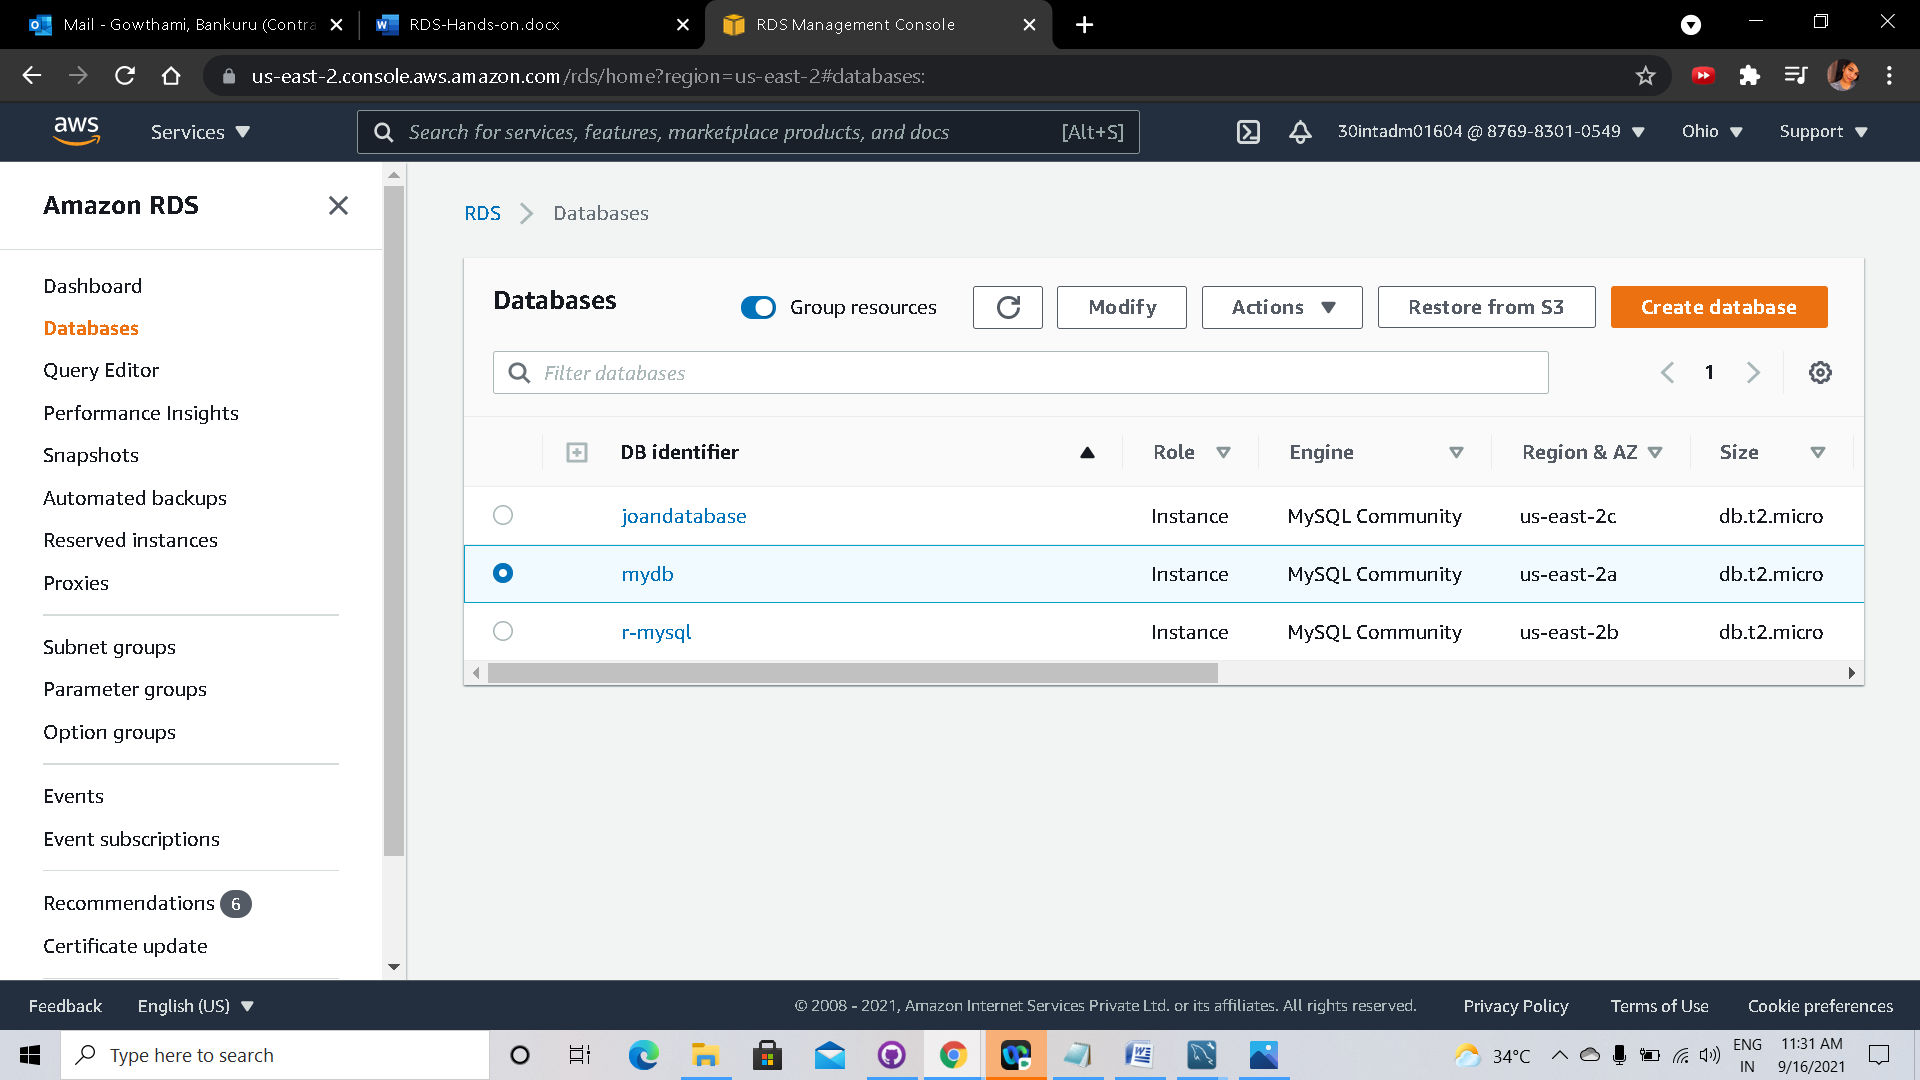 Mail - Gowthami, Bankuru (Contra
RDS-Hands-on.docx
RDS Management Console
us-east-2.console.aws.amazon.com/rds/home?region=us-east-2#databases:
aws
Services
Search for services, features, marketplace products, and docs
[Alt+S]
30intadm01604 @ 8769-8301-0549
Ohio
Support
Amazon RDS
Dashboard
Databases
Query Editor
Performance Insights
Snapshots
Automated backups
Reserved instances
Proxies
Subnet groups
Parameter groups
Option groups
Events
Event subscriptions
Recommendations 6
Certificate update
RDS > Databases
Databases
Group resources
Modify
Actions
Restore from S3
Create database
Filter databases
1
DB identifier Role Engine Region & AZ Size
joandatabase Instance MySQL Community us-east-2c db.t2.micro
mydb Instance MySQL Community us-east-2a db.t2.micro
r-mysql Instance MySQL Community us-east-2b db.t2.micro
Feedback
English (US)
© 2008 - 2021, Amazon Internet Services Private Ltd. or its affiliates. All rights reserved.
Privacy Policy
Terms of Use
Cookie preferences
Type here to search
34°C
ENG
IN
11:31 AM
9/16/2021